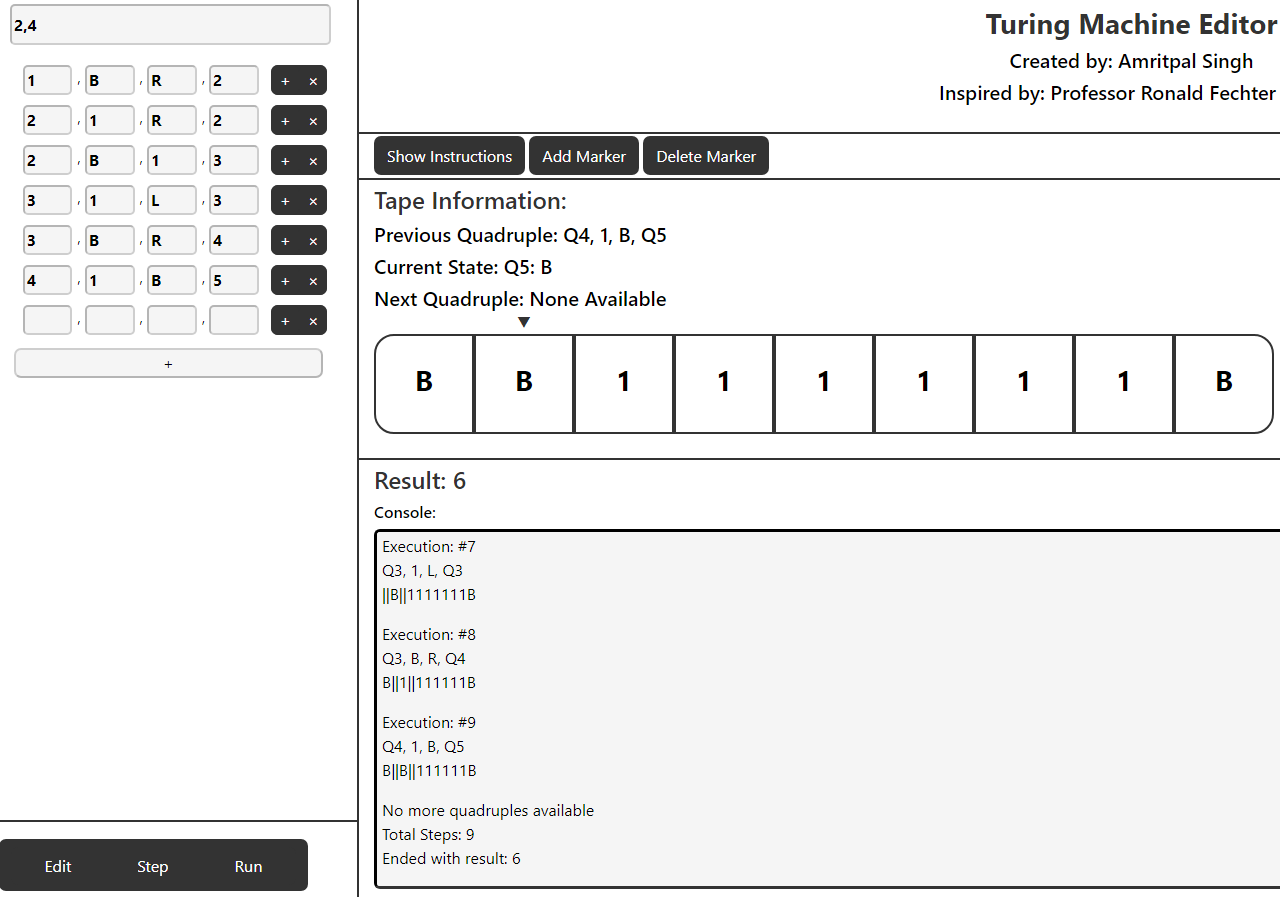 2,4
1 , B , R , 2 + ×
2 , 1 , R , 2 + ×
2 , B , 1 , 3 + ×
3 , 1 , L , 3 + ×
3 , B , R , 4 + ×
4 , 1 , B , 5 + ×
, , , + ×
+
Edit Step Run
Turing Machine Editor
Created by: Amritpal Singh
Inspired by: Professor Ronald Fechter
Show Instructions Add Marker Delete Marker
Tape Information:
Previous Quadruple: Q4, 1, B, Q5
Current State: Q5: B
Next Quadruple: None Available
▼
B B 1 1 1 1 1 1 B
Result: 6
Console:
Execution: #7
Q3, 1, L, Q3
||B||1111111B
Execution: #8
Q3, B, R, Q4
B||1||111111B
Execution: #9
Q4, 1, B, Q5
B||B||111111B
No more quadruples available
Total Steps: 9
Ended with result: 6